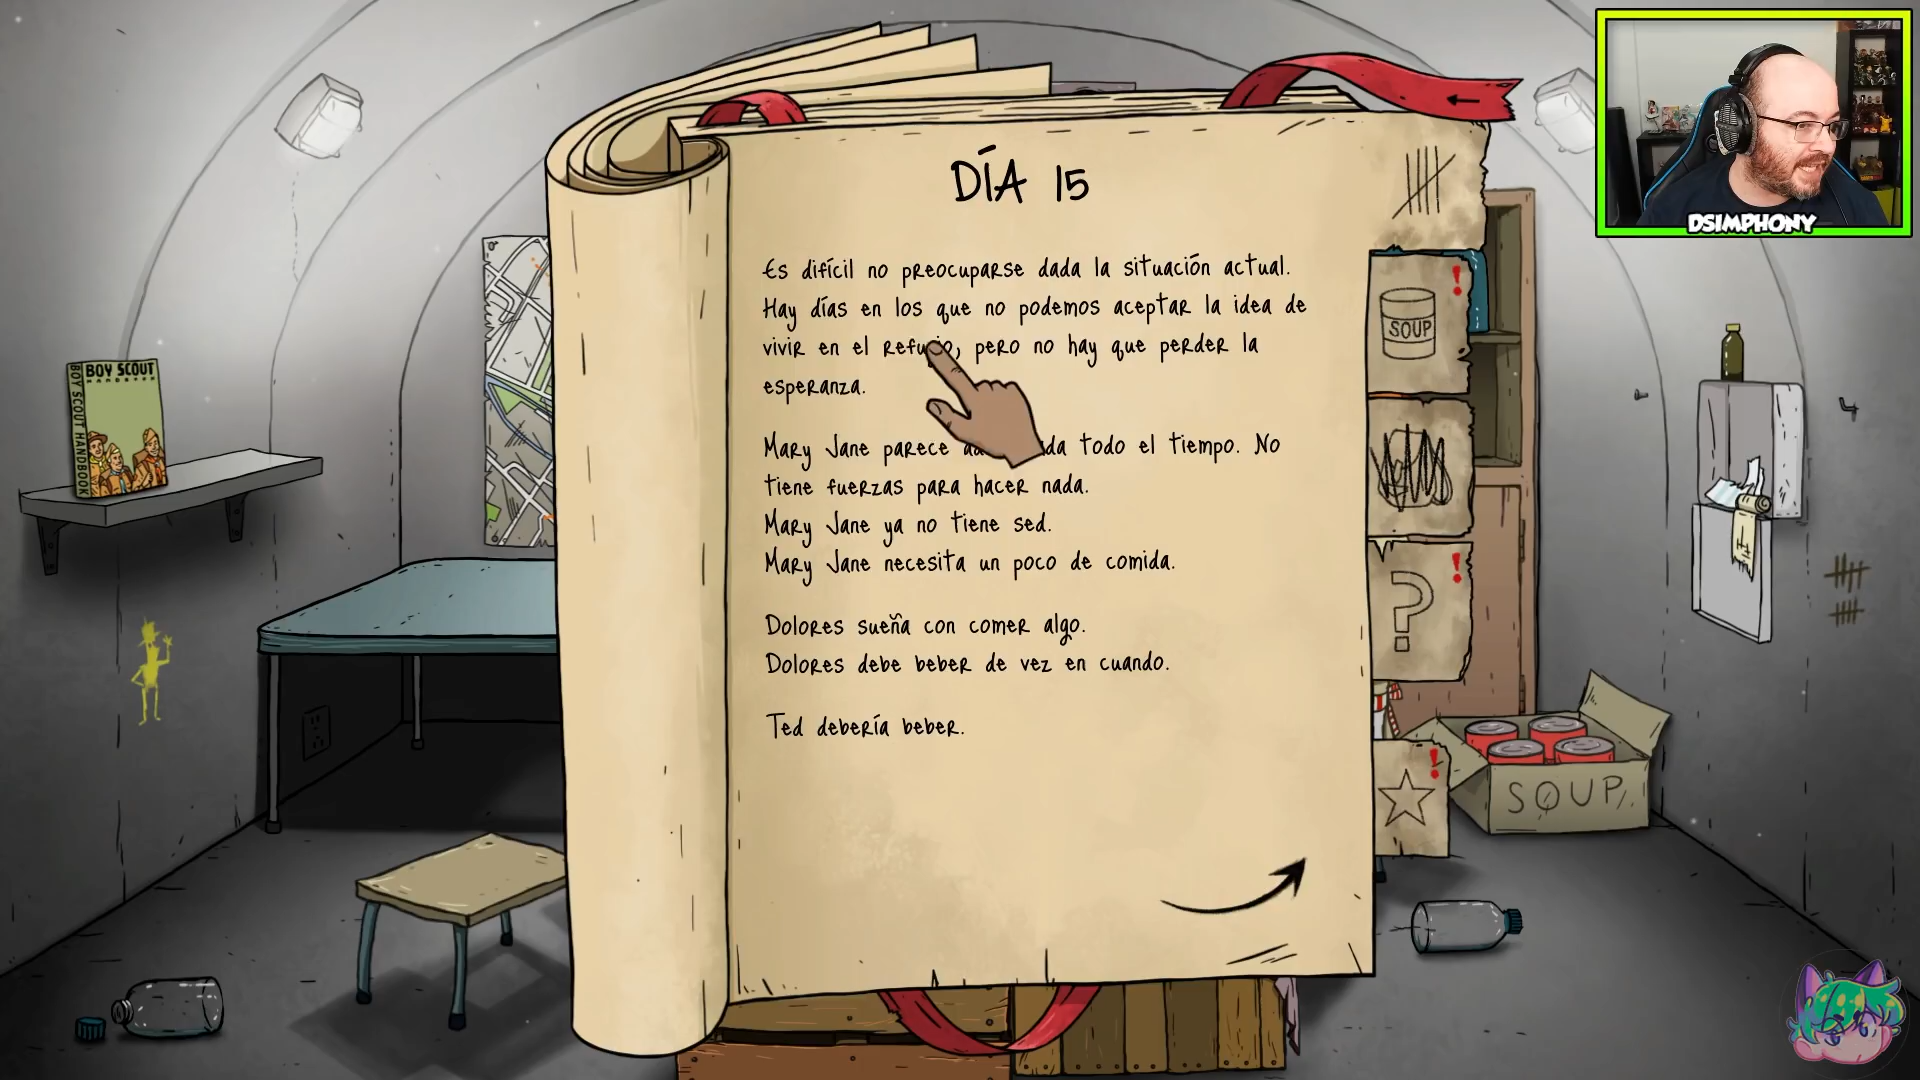 DSIMPHONY
DÍA 15
Es difícil no preocuparse dada la situación actual.
Hay días en los que no podemos aceptar la idea de
vivir en el refugio, pero no hay que perder la
esperanza.
Mary Jane parece todo el tiempo. No
tiene fuerzas para hacer nada.
Mary Jane ya no tiene sed.
Mary Jane necesita un poco de comida.
Dolores sueña con comer algo.
Dolores debe beber de vez en cuando.
Ted debería beber.
BOY SCOUT
HANDBOOK
BOY SCOUT HANDBOOK
SOUP
!
?
!
!
SOUP